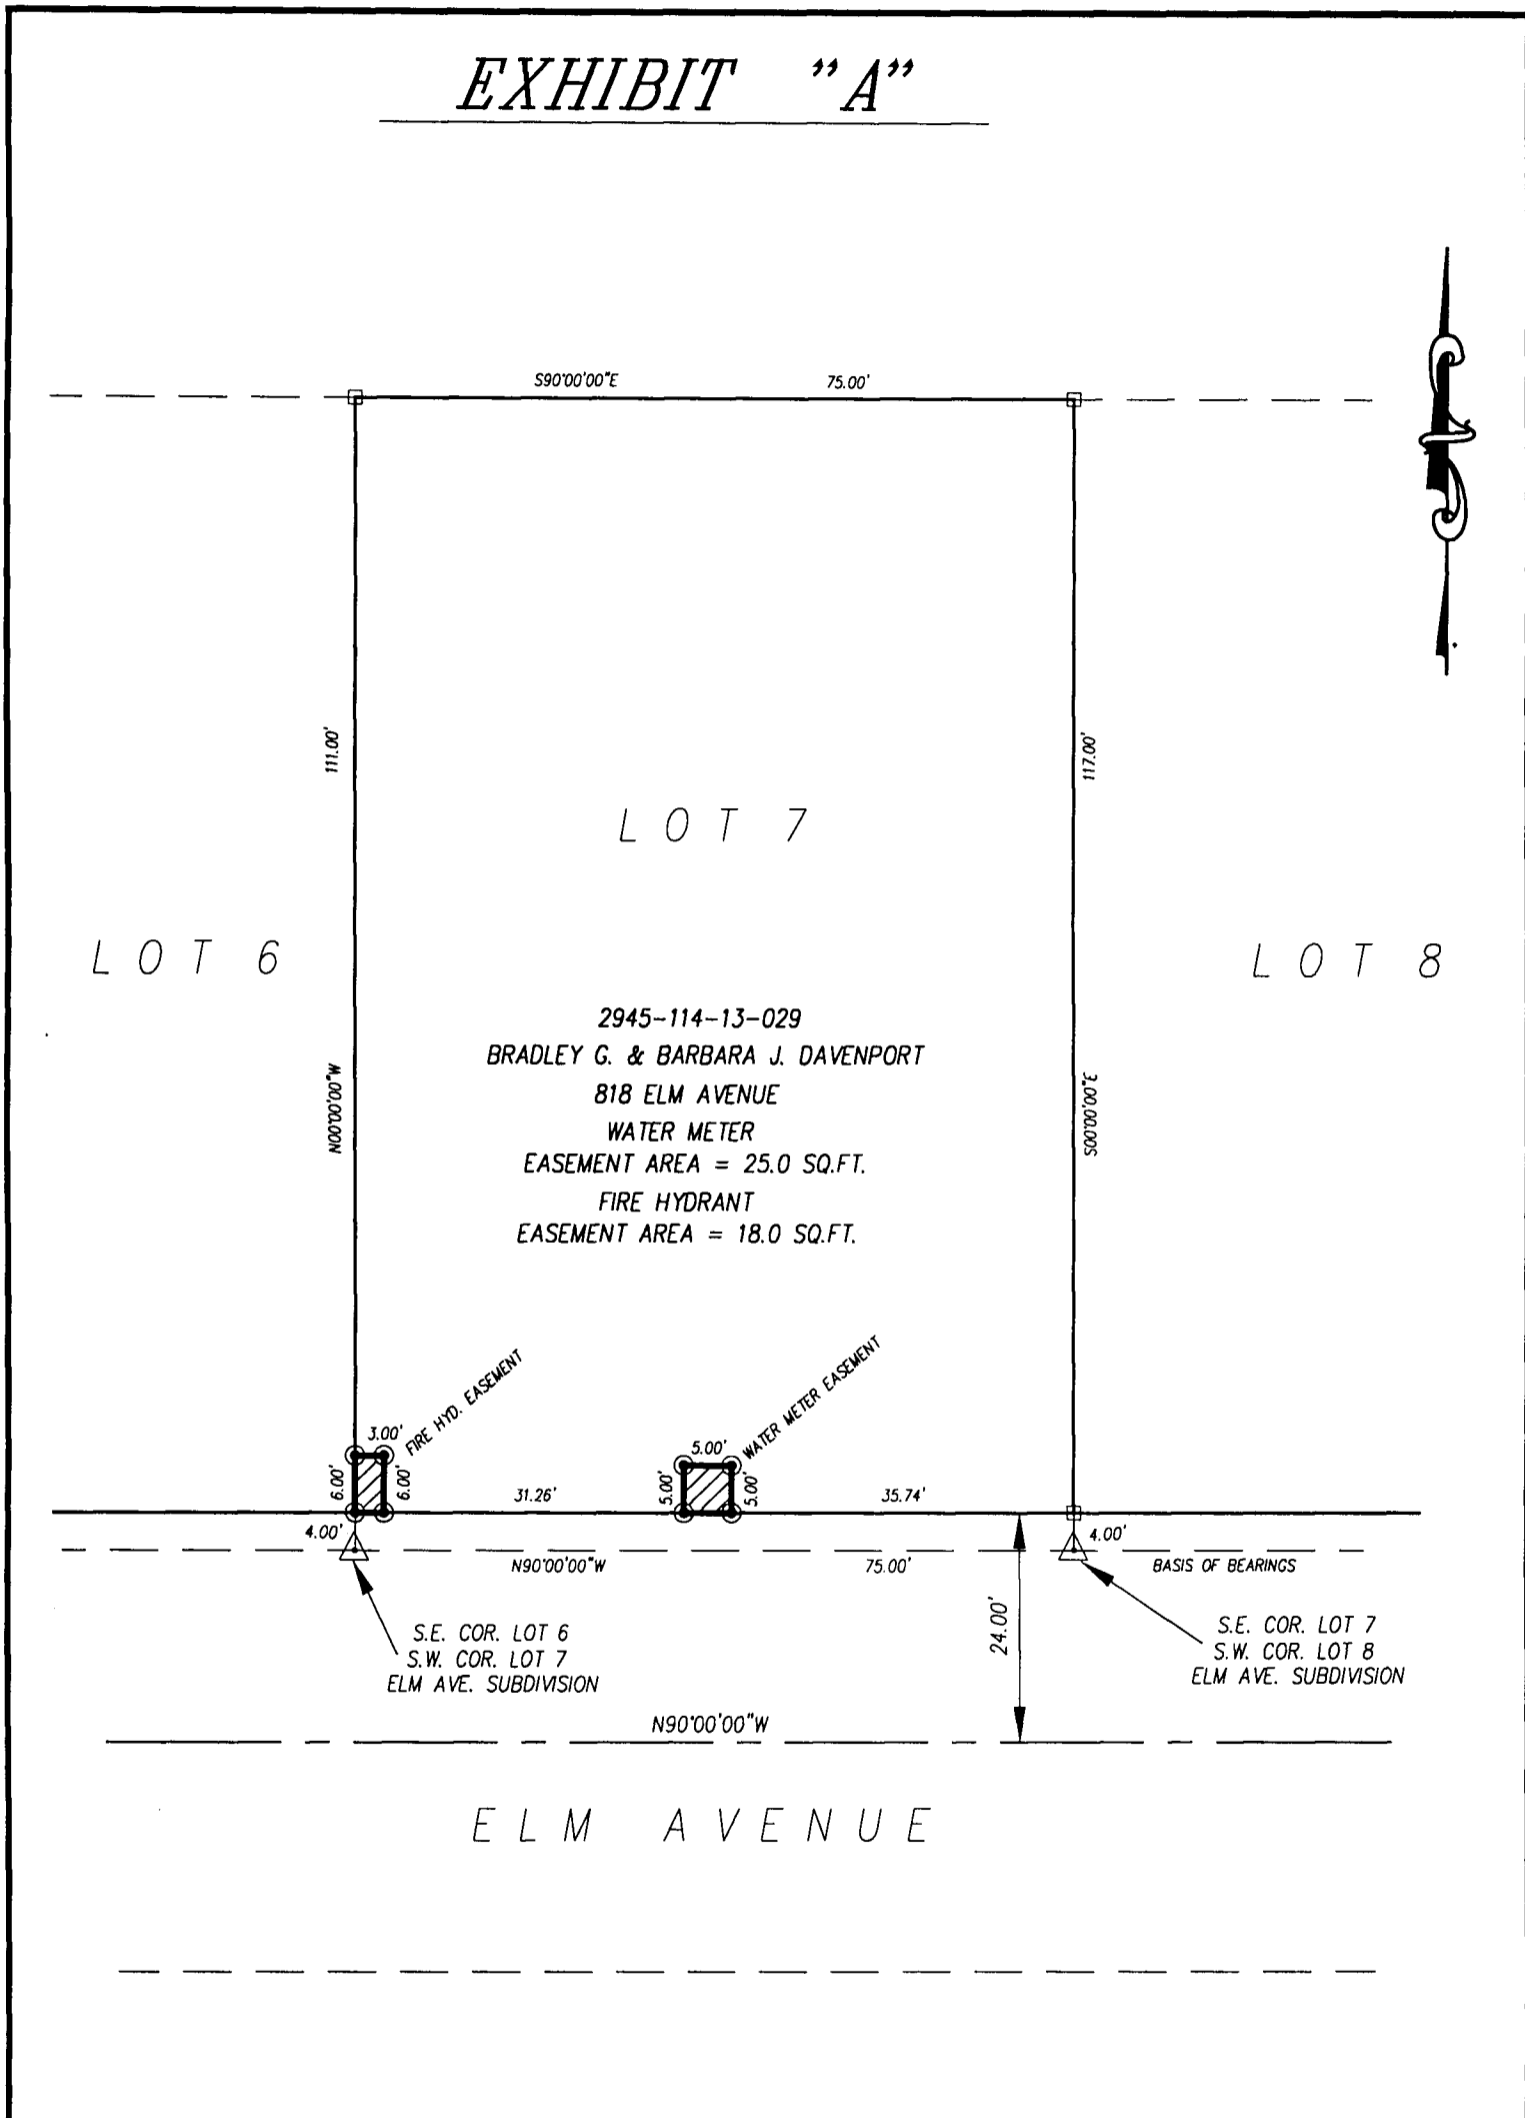 EXHIBIT "A"
S90°00'00"E 75.00'
111.00'
117.00'
LOT 7
LOT 6
LOT 8
2945-114-13-029
BRADLEY G. & BARBARA J. DAVENPORT
818 ELM AVENUE
WATER METER
EASEMENT AREA = 25.0 SQ.FT.
FIRE HYDRANT
EASEMENT AREA = 18.0 SQ.FT.
N00°00'00"W
S00°00'00"E
FIRE HYD. EASEMENT
WATER METER EASEMENT
3.00'
5.00'
6.00'
6.00'
5.00'
5.00'
31.26'
35.74'
4.00'
4.00'
N90°00'00"W 75.00' BASIS OF BEARINGS
24.00'
S.E. COR. LOT 6
S.W. COR. LOT 7
ELM AVE. SUBDIVISION
S.E. COR. LOT 7
S.W. COR. LOT 8
ELM AVE. SUBDIVISION
N90°00'00"W
ELM AVENUE